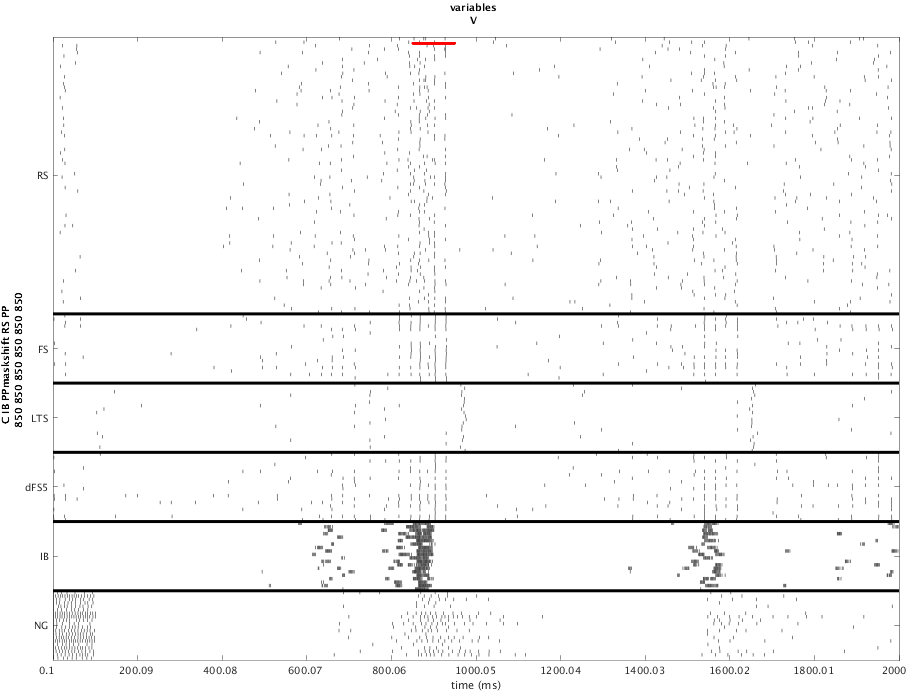 variables
V
C IB PPmaskshift RS PP
850 850 850 850 850 850
RS
FS
LTS
dFS5
IB
NG
0.1 200.09 400.08 600.07 800.06 1000.05 1200.04 1400.03 1600.02 1800.01 2000
time (ms)